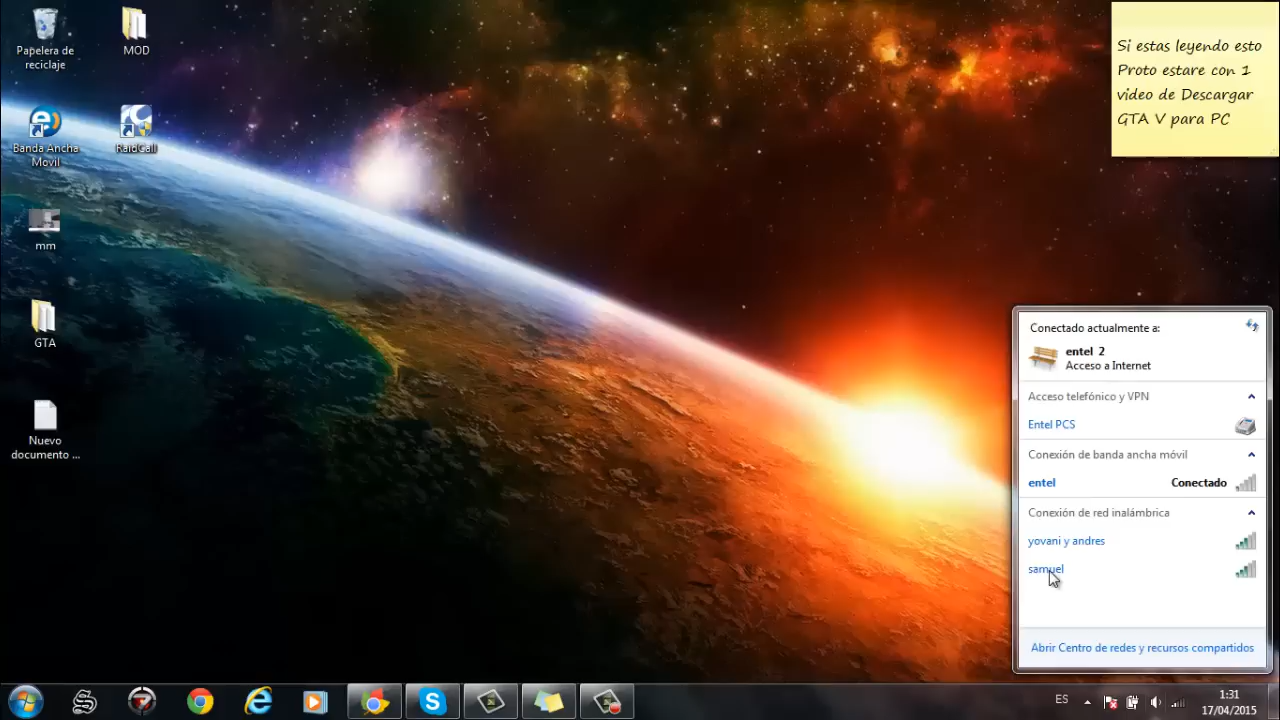 Papelera de
reciclaje
MOD
Banda Ancha
Movil
RaidCall
mm
GTA
Nuevo
documento ...
Si estas leyendo esto
Proto estare con 1
video de Descargar
GTA V para PC
Conectado actualmente a:
entel 2
Acceso a Internet
Acceso telefónico y VPN
Entel PCS
Conexión de banda ancha móvil
entel Conectado
Conexión de red inalámbrica
yovani y andres
samuel
Abrir Centro de redes y recursos compartidos
ES
1:31
17/04/2015